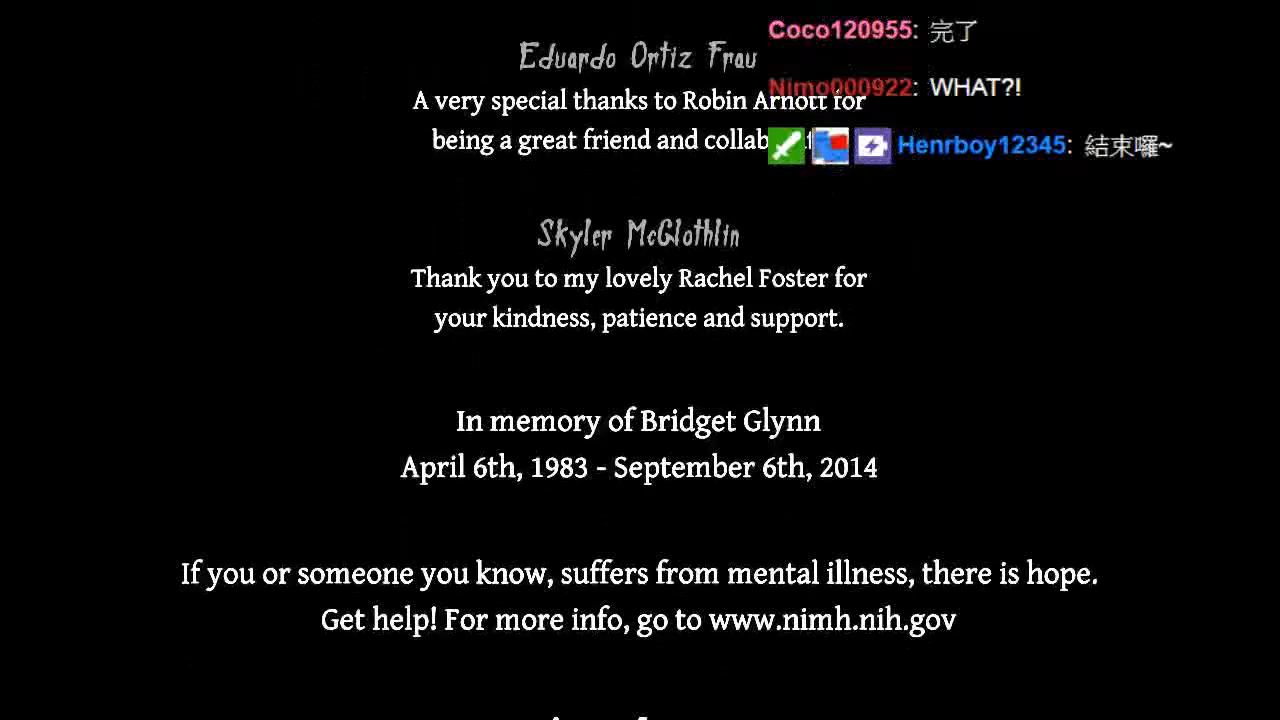 Eduardo Ortiz Frau
A very special thanks to Robin Arnott for
being a great friend and collab
Skyler McGlothlin
Thank you to my lovely Rachel Foster for
your kindness, patience and support.
In memory of Bridget Glynn
April 6th, 1983 - September 6th, 2014
If you or someone you know, suffers from mental illness, there is hope.
Get help! For more info, go to www.nimh.nih.gov
Coco120955: 完了
Nimo000922: WHAT?!
Henrboy12345: 結束囉~